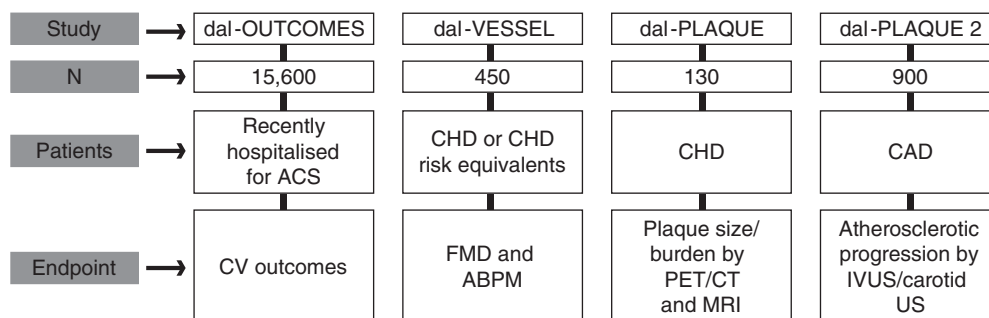 Study
dal-OUTCOMES
dal-VESSEL
dal-PLAQUE
dal-PLAQUE 2
N
15,600
450
130
900
Patients
Recently
hospitalised
for ACS
CHD or CHD
risk equivalents
CHD
CAD
Endpoint
CV outcomes
FMD and
ABPM
Plaque size/
burden by
PET/CT
and MRI
Atherosclerotic
progression by
IVUS/carotid
US